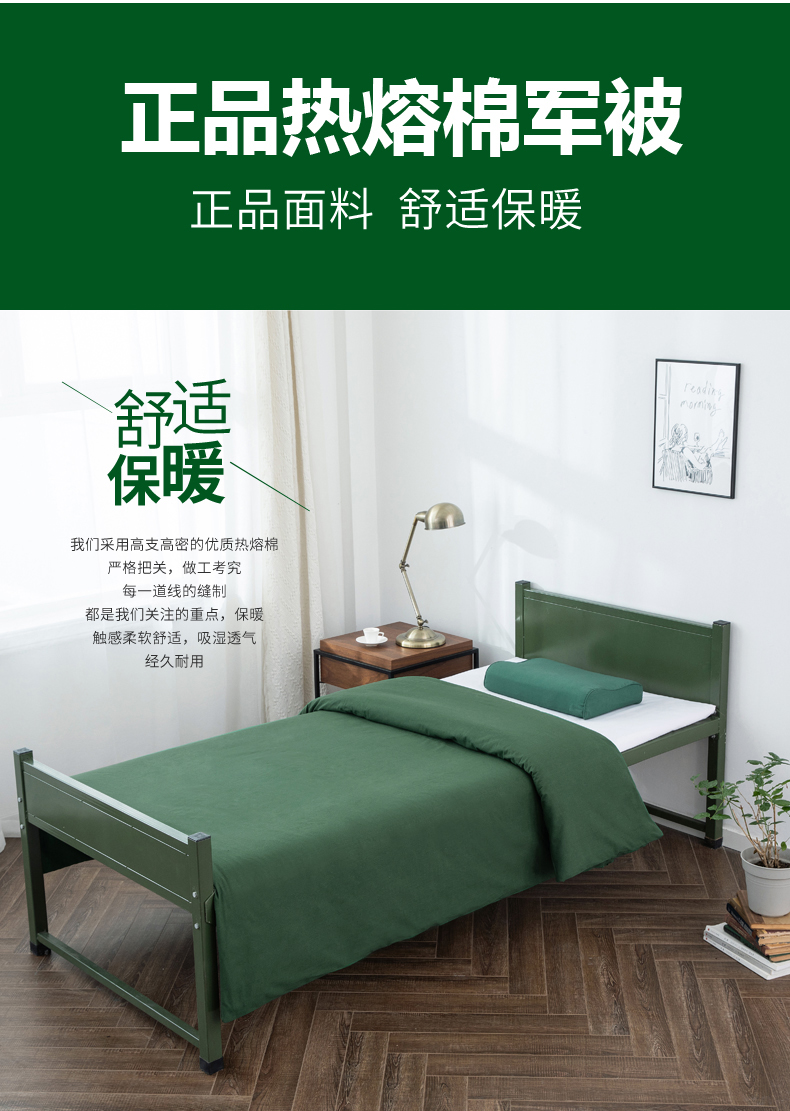 正品热熔棉军被
正品面料 舒适保暖
舒适
保暖
我们采用高支高密的优质热熔棉
严格把关，做工考究
每一道线的缝制
都是我们关注的重点，保暖
触感柔软舒适，吸湿透气
经久耐用
reading
morning